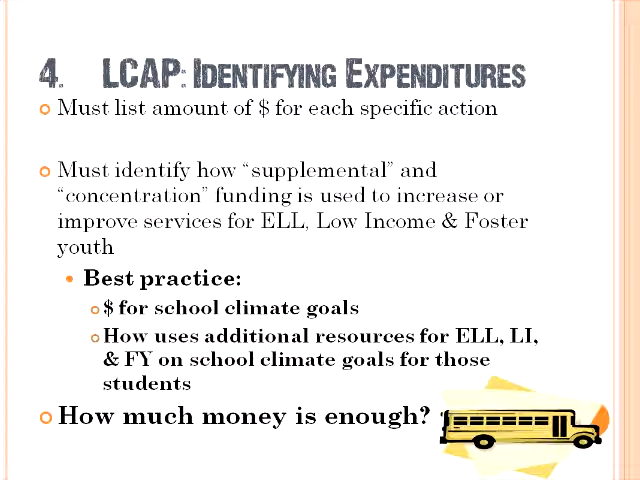 4. LCAP: Identifying Expenditures
Must list amount of $ for each specific action
Must identify how “supplemental” and
“concentration” funding is used to increase or
improve services for ELL, Low Income & Foster
youth
Best practice:
$ for school climate goals
How uses additional resources for ELL, LI,
& FY on school climate goals for those
students
How much money is enough?